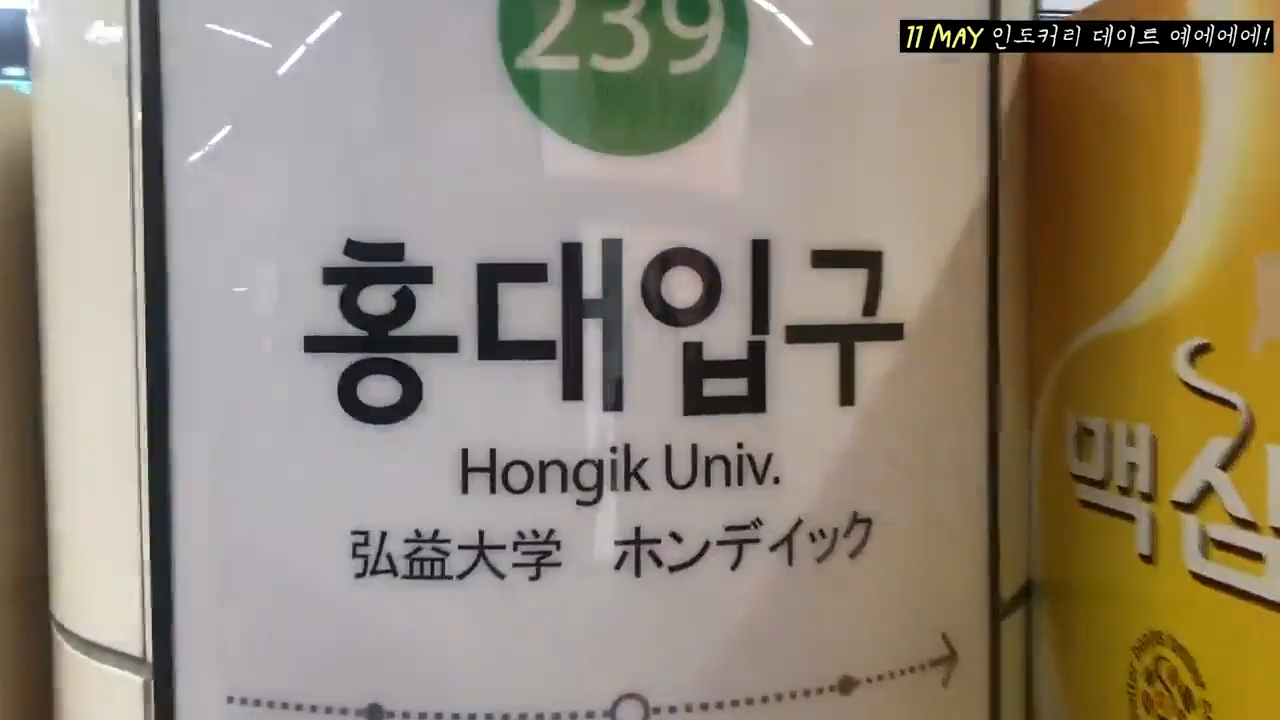 11 MAY 인도커리 데이트 예에에에!
239
홍대입구
Hongik Univ.
弘益大学 ホンデイック
맥심